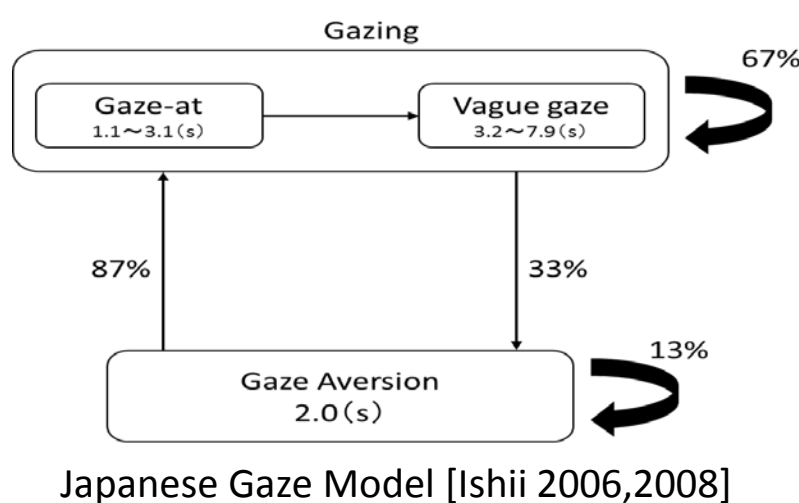 Gazing
67%
Gaze-at
1.1～3.1(s)
Vague gaze
3.2～7.9(s)
87%
33%
13%
Gaze Aversion
2.0(s)
Japanese Gaze Model [Ishii 2006,2008]